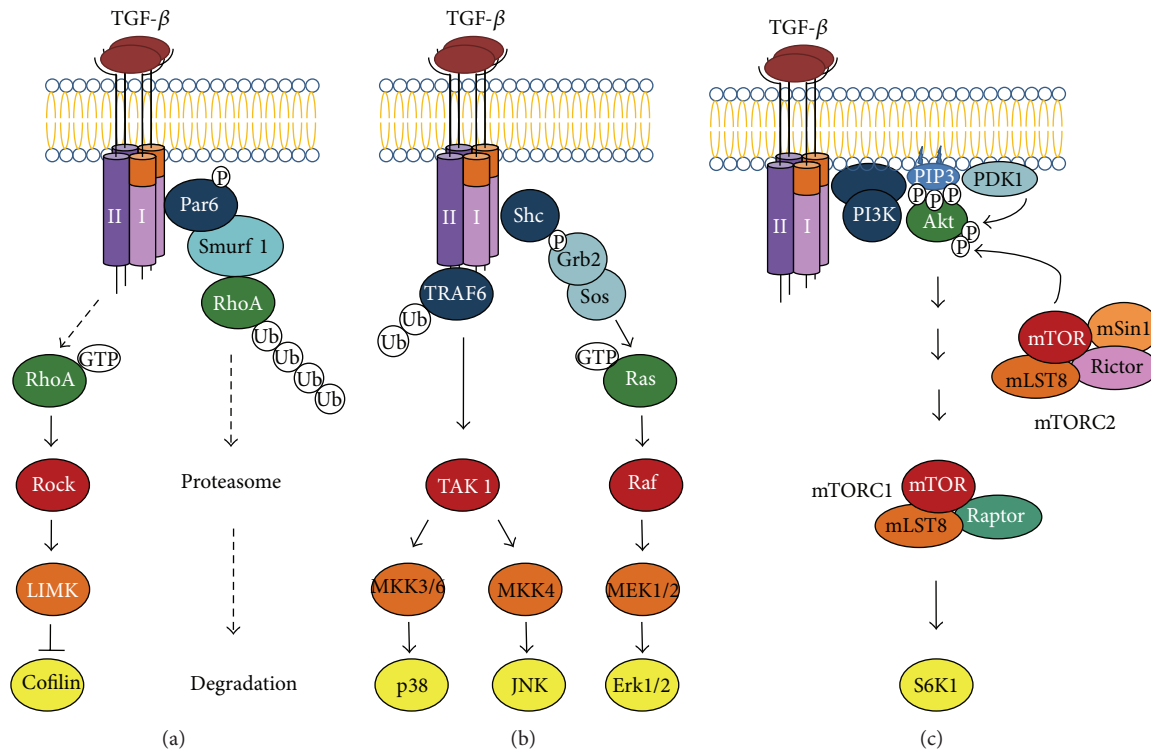 TGF-β
II
I
Par6
P
Smurf 1
RhoA
Ub
Ub
Ub
Ub
RhoA
GTP
Rock
LIMK
Cofilin
Proteasome
Degradation
(a)
TGF-β
II
I
Shc
P
Grb2
Sos
TRAF6
Ub
Ub
GTP
Ras
TAK 1
Raf
MKK3/6
MKK4
MEK1/2
p38
JNK
Erk1/2
(b)
TGF-β
II
I
PI3K
PIP3
PDK1
P
P
P
Akt
P
P
mTOR
mSin1
mLST8
Rictor
mTORC2
mTORC1
mTOR
mLST8
Raptor
S6K1
(c)